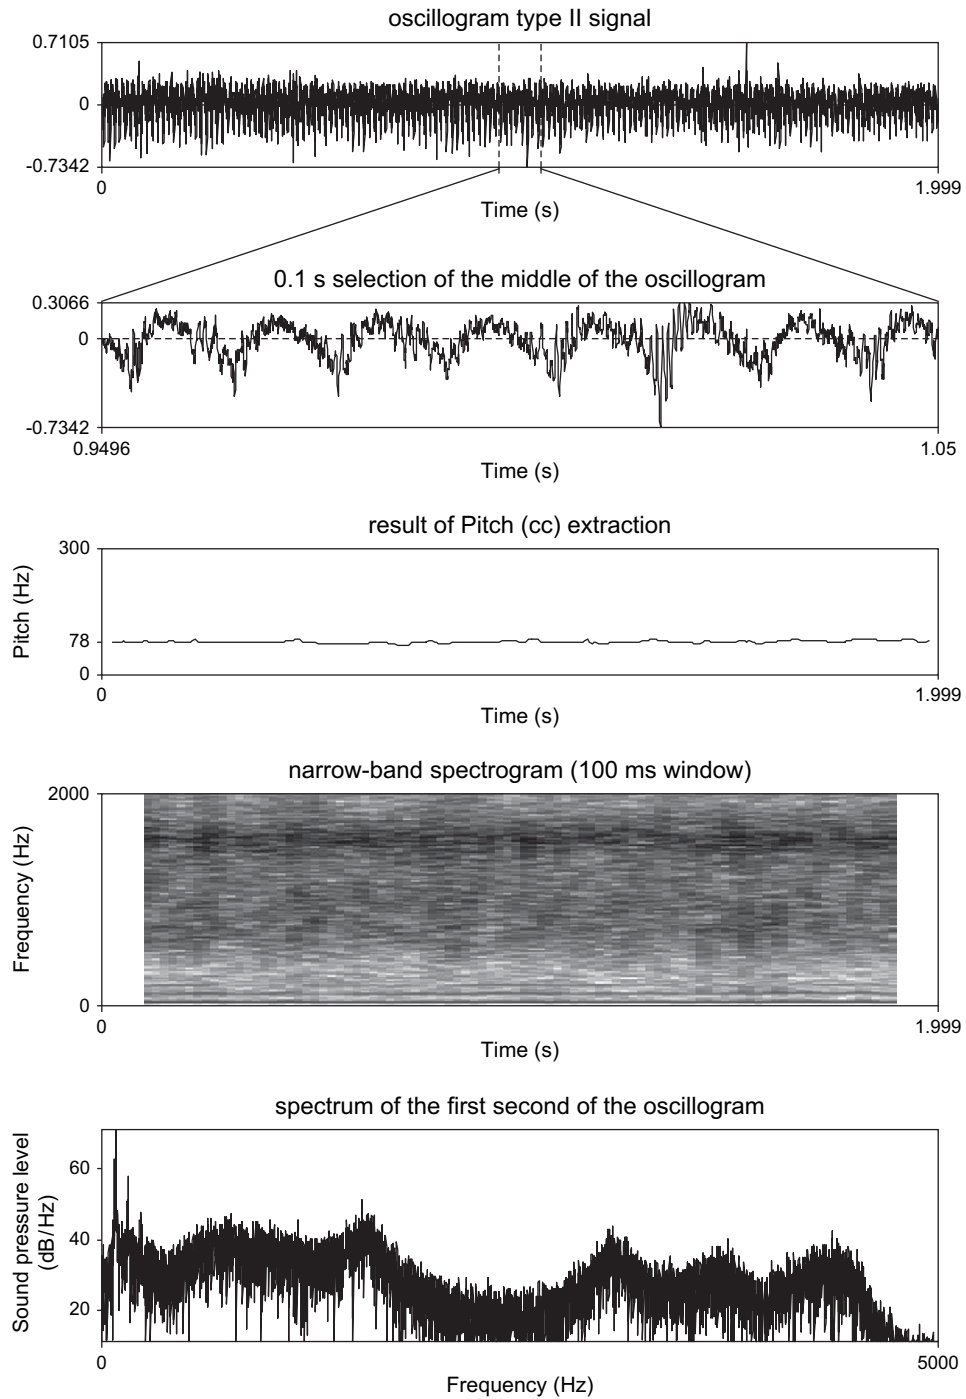 oscillogram type II signal
0.7105
0
-0.7342
0
1.999
Time (s)
0.1 s selection of the middle of the oscillogram
0.3066
0
-0.7342
0.9496
1.05
Time (s)
result of Pitch (cc) extraction
300
Pitch (Hz)
78
0
0
1.999
Time (s)
narrow-band spectrogram (100 ms window)
2000
Frequency (Hz)
0
0
1.999
Time (s)
spectrum of the first second of the oscillogram
Sound pressure level
(dB/Hz)
60
40
20
0
5000
Frequency (Hz)